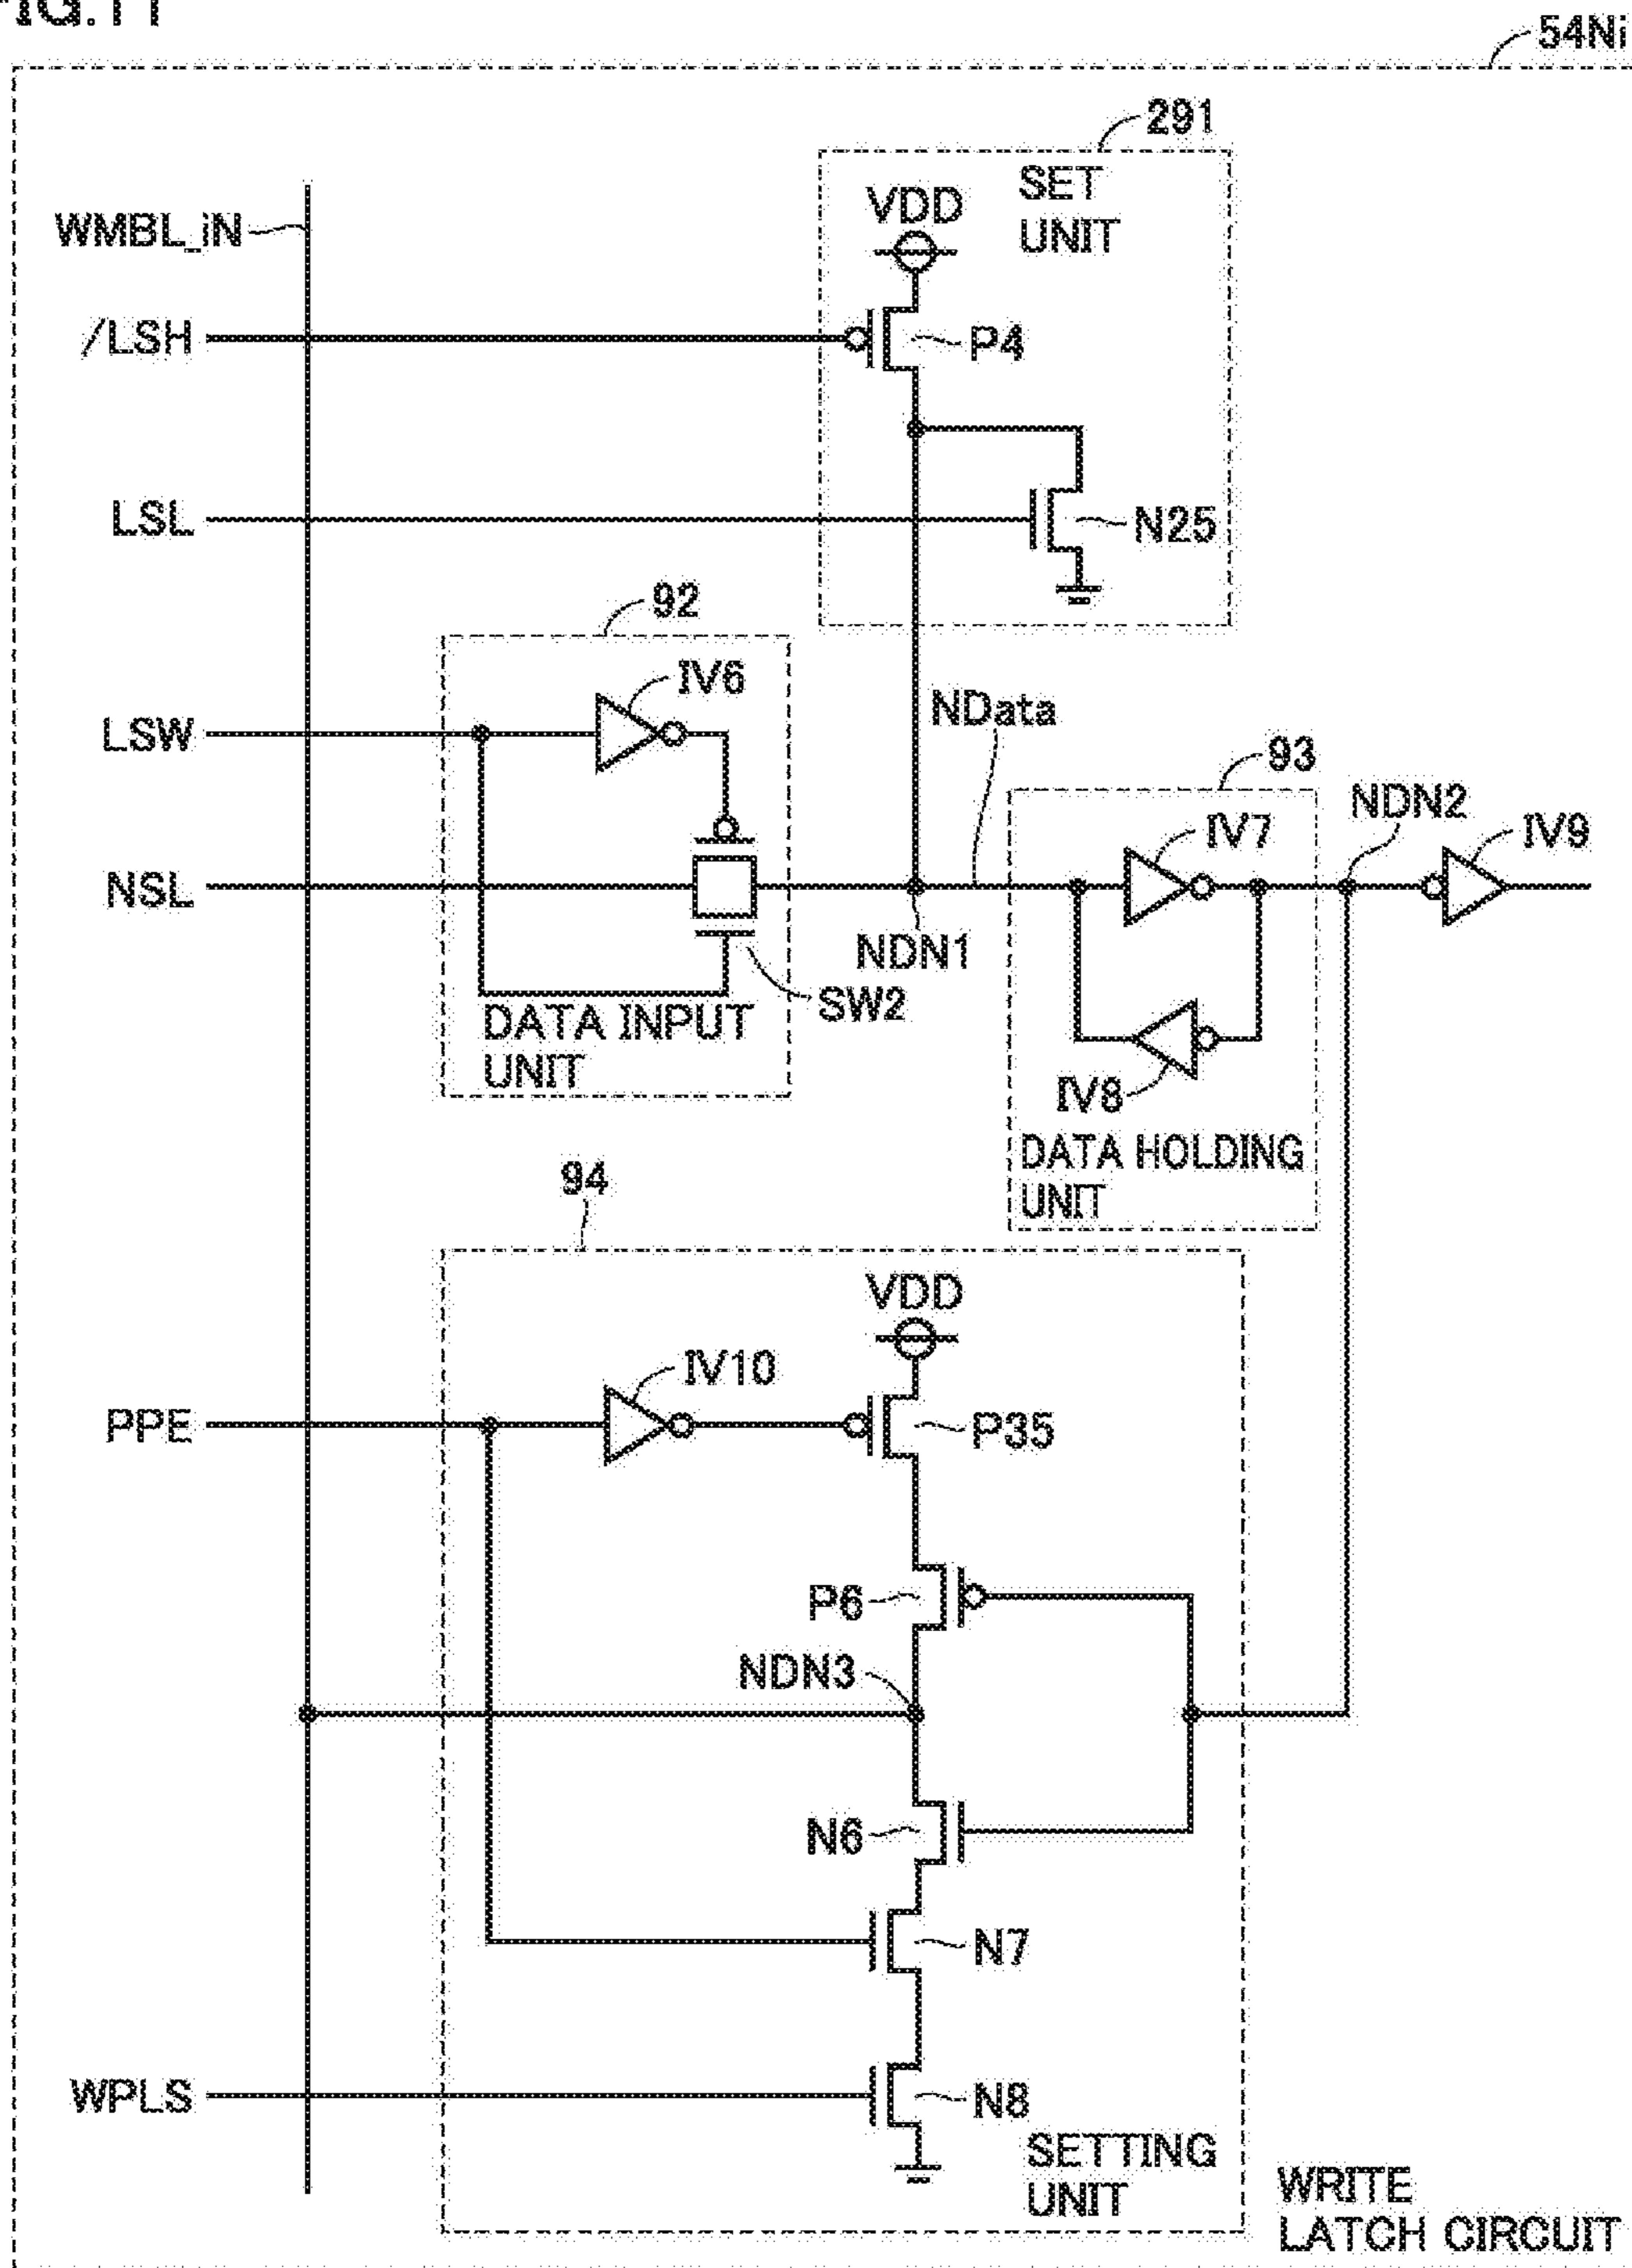 FIG.11
54Ni
291
SET
UNIT
VDD
WMBL_iN
/LSH
P4
LSL
N25
92
IV6
LSW
NData
93
NDN2
IV7
IV9
NSL
NDN1
SW2
DATA INPUT
UNIT
IV8
DATA HOLDING
UNIT
94
VDD
IV10
PPE
P35
P6
NDN3
N6
N7
WPLS
N8
SETTING
UNIT
WRITE
LATCH CIRCUIT